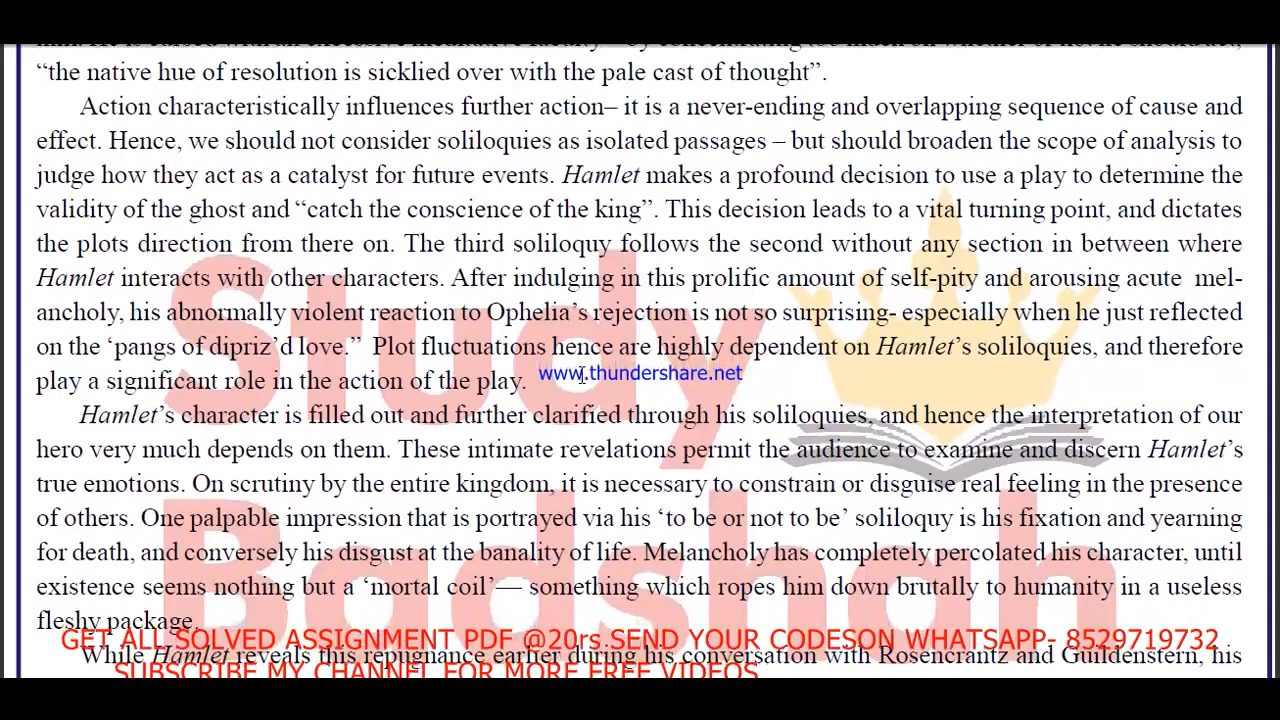 “the native hue of resolution is sicklied over with the pale cast of thought”.
Action characteristically influences further action– it is a never-ending and overlapping sequence of cause and
effect. Hence, we should not consider soliloquies as isolated passages – but should broaden the scope of analysis to
judge how they act as a catalyst for future events. Hamlet makes a profound decision to use a play to determine the
validity of the ghost and “catch the conscience of the king”. This decision leads to a vital turning point, and dictates
the plots direction from there on. The third soliloquy follows the second without any section in between where
Hamlet interacts with other characters. After indulging in this prolific amount of self-pity and arousing acute mel-
ancholy, his abnormally violent reaction to Ophelia’s rejection is not so surprising- especially when he just reflected
on the ‘pangs of dipriz’d love.” Plot fluctuations hence are highly dependent on Hamlet’s soliloquies, and therefore
play a significant role in the action of the play.
www.thundershare.net
Hamlet’s character is filled out and further clarified through his soliloquies, and hence the interpretation of our
hero very much depends on them. These intimate revelations permit the audience to examine and discern Hamlet’s
true emotions. On scrutiny by the entire kingdom, it is necessary to constrain or disguise real feeling in the presence
of others. One palpable impression that is portrayed via his ‘to be or not to be’ soliloquy is his fixation and yearning
for death, and conversely his disgust at the banality of life. Melancholy has completely percolated his character, until
existence seems nothing but a ‘mortal coil’— something which ropes him down brutally to humanity in a useless
fleshy package.
GET ALL SOLVED ASSIGNMENT PDF @20rs.SEND YOUR CODESON WHATSAPP- 8529719732
While Hamlet reveals this repugnance earlier during his conversation with Rosencrantz and Guildenstern, his
SUBSCRIBE MY CHANNEL FOR MORE FREE VIDEOS
Study
Badshah